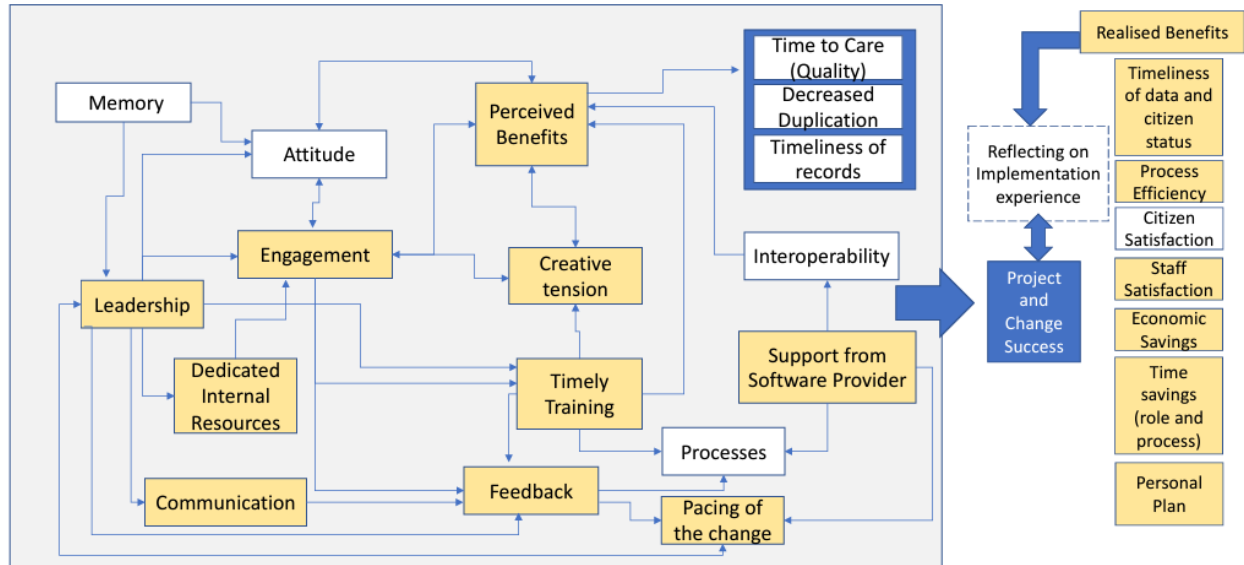 Memory
Attitude
Perceived
Benefits
Time to Care
(Quality)
Decreased
Duplication
Timeliness of
records
Engagement
Creative
tension
Interoperability
Leadership
Dedicated
Internal
Resources
Timely
Training
Support from
Software Provider
Processes
Communication
Feedback
Pacing of
the change
Realised Benefits
Reflecting on
Implementation
experience
Project
and
Change
Success
Timeliness
of data and
citizen
status
Process
Efficiency
Citizen
Satisfaction
Staff
Satisfaction
Economic
Savings
Time
savings
(role and
process)
Personal
Plan